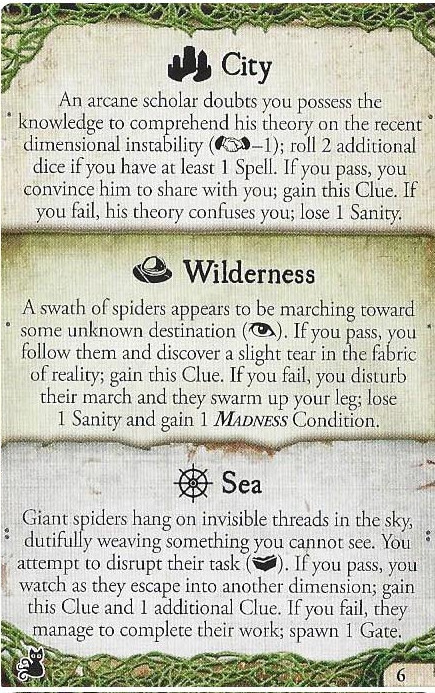 City
An arcane scholar doubts you possess the
knowledge to comprehend his theory on the recent
dimensional instability (–1); roll 2 additional
dice if you have at least 1 Spell. If you pass, you
convince him to share with you; gain this Clue. If
you fail, his theory confuses you; lose 1 Sanity.
Wilderness
A swath of spiders appears to be marching toward
some unknown destination (). If you pass, you
follow them and discover a slight tear in the fabric
of reality; gain this Clue. If you fail, you disturb
their march and they swarm up your leg; lose
1 Sanity and gain 1 MADNESS Condition.
Sea
Giant spiders hang on invisible threads in the sky,
dutifully weaving something you cannot see. You
attempt to disrupt their task (). If you pass, you
watch as they escape into another dimension; gain
this Clue and 1 additional Clue. If you fail, they
manage to complete their work; spawn 1 Gate.
6